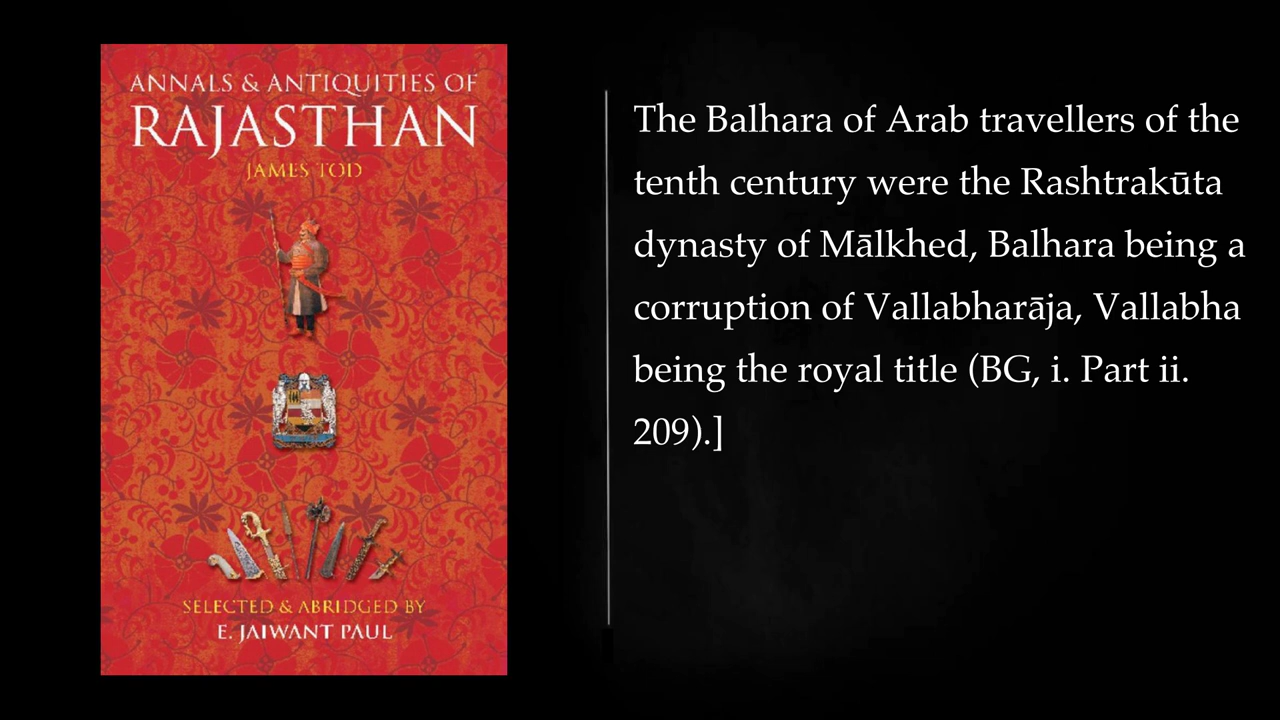 ANNALS & ANTIQUITIES OF
RAJASTHAN
JAMES TOD
SELECTED & ABRIDGED BY
E. JAIWANT PAUL
The Balhara of Arab travellers of the
tenth century were the Rashtrakūta
dynasty of Mālkhed, Balhara being a
corruption of Vallabharāja, Vallabha
being the royal title (BG, i. Part ii.
209).]